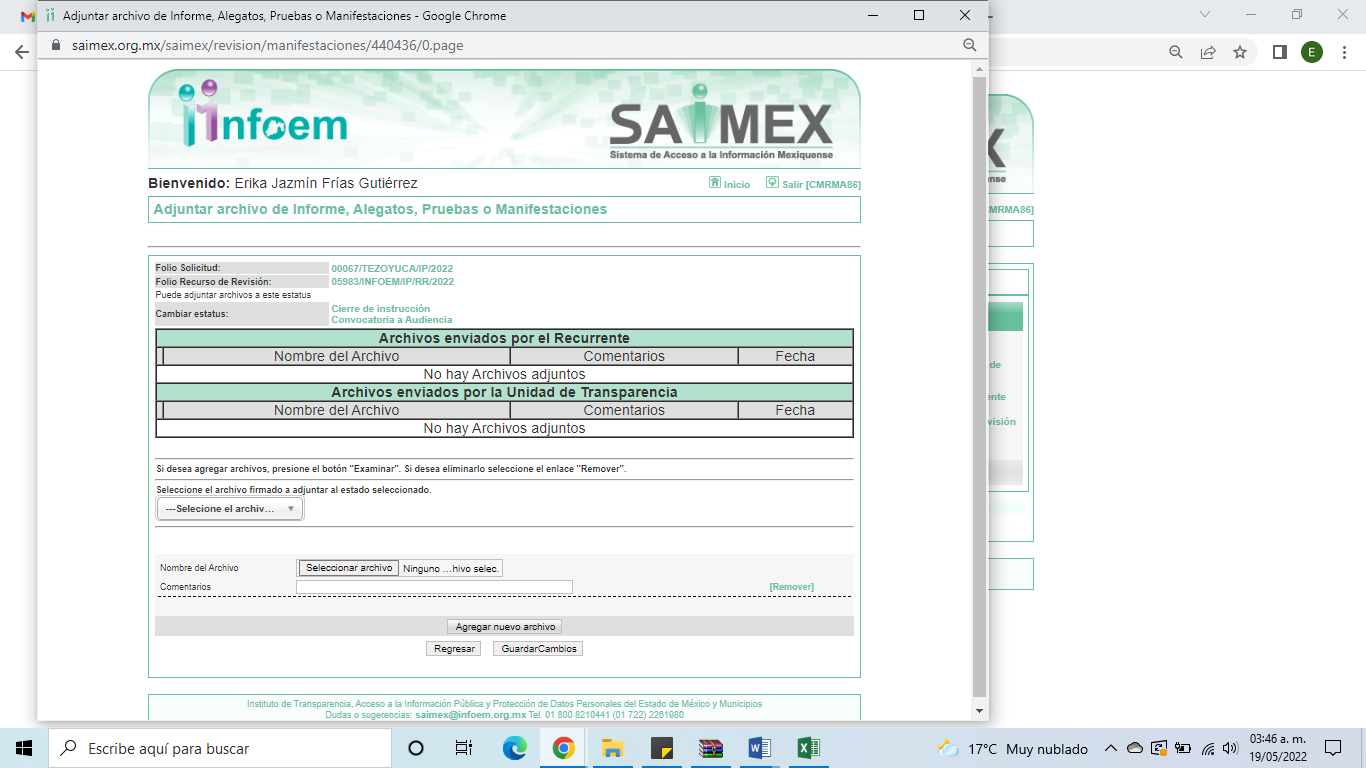 Adjuntar archivo de Informe, Alegatos, Pruebas o Manifestaciones - Google Chrome
saimex.org.mx/saimex/revision/manifestaciones/440436/0.page
E
infoem
SAIMEX
Sistema de Acceso a la Información Mexiquense
nse
Bienvenido: Erika Jazmín Frías Gutiérrez
Inicio Salir [CMRMA86]
CMRMA86]
Adjuntar archivo de Informe, Alegatos, Pruebas o Manifestaciones
Folio Solicitud: 00067/TEZOYUCA/IP/2022
Folio Recurso de Revisión: 05983/INFOEM/IP/RR/2022
Puede adjuntar archivos a este estatus
Cambiar estatus: Cierre de instrucción
Convocatoria a Audiencia
Archivos enviados por el Recurrente
Nombre del Archivo Comentarios Fecha
No hay Archivos adjuntos
Archivos enviados por la Unidad de Transparencia
Nombre del Archivo Comentarios Fecha
No hay Archivos adjuntos
de
ente
visión
Si desea agregar archivos, presione el botón "Examinar". Si desea eliminarlo seleccione el enlace "Remover".
Seleccione el archivo firmado a adjuntar al estado seleccionado.
---Selecione el archiv...
Nombre del Archivo Seleccionar archivo Ninguno ...hivo selec.
Comentarios [Remover]
Agregar nuevo archivo
Regresar GuardarCambios
Instituto de Transparencia, Acceso a la Información Pública y Protección de Datos Personales del Estado de México y Municipios
Dudas o sugerencias: saimex@infoem.org.mx Tel. 01 800 8210441 (01 722) 2261980
Escribe aquí para buscar
17°C Muy nublado
03:46 a. m.
19/05/2022